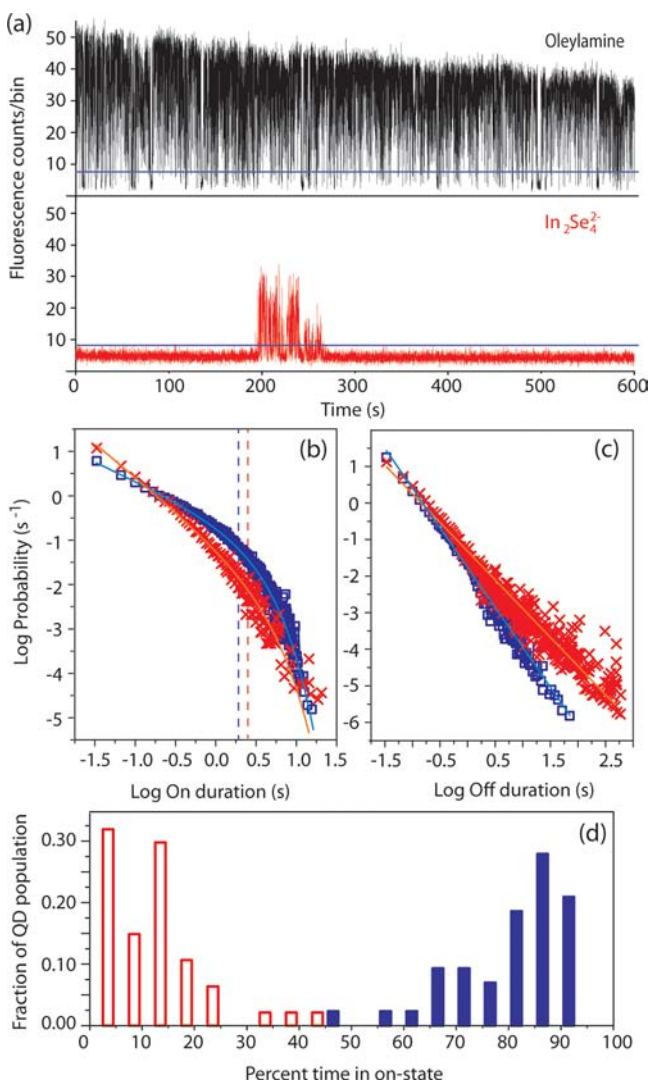 (a)
50
40
30
20
10
Oleylamine
50
40
30
20
10
In2Se4^2-
0 100 200 300 400 500 600
Time (s)
Fluorescence counts/bin
(b)
1
0
-1
-2
-3
-4
-5
-1.5 -0.5 0.0 0.5 1.0 1.5
Log On duration (s)
Log Probability (s-1)
(c)
1
0
-1
-2
-3
-4
-5
-6
-1.5 -0.5 0.5 1.5 2.5
Log Off duration (s)
(d)
0.30
0.20
0.10
0.00
0 10 20 30 40 50 60 70 80 90 100
Fraction of QD population
Percent time in on-state